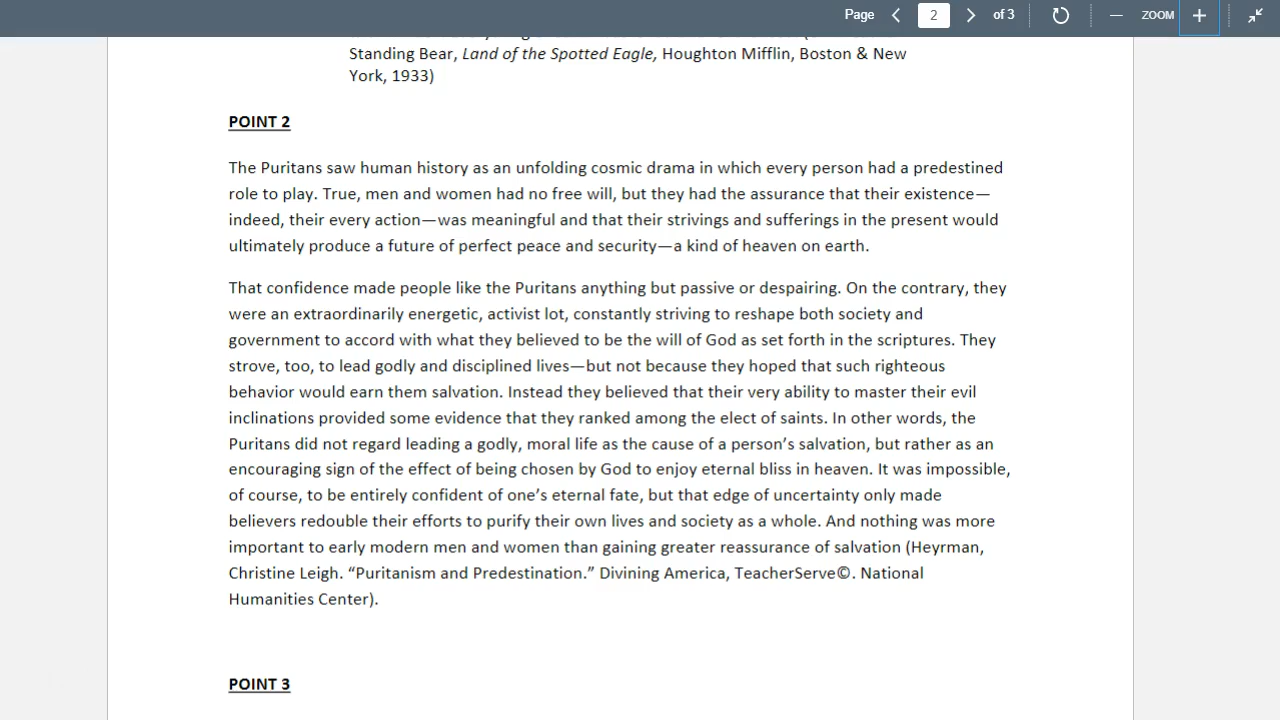 Page 2 of 3 ZOOM
Standing Bear, Land of the Spotted Eagle, Houghton Mifflin, Boston & New
York, 1933)
POINT 2
The Puritans saw human history as an unfolding cosmic drama in which every person had a predestined
role to play. True, men and women had no free will, but they had the assurance that their existence—
indeed, their every action—was meaningful and that their strivings and sufferings in the present would
ultimately produce a future of perfect peace and security—a kind of heaven on earth.
That confidence made people like the Puritans anything but passive or despairing. On the contrary, they
were an extraordinarily energetic, activist lot, constantly striving to reshape both society and
government to accord with what they believed to be the will of God as set forth in the scriptures. They
strove, too, to lead godly and disciplined lives—but not because they hoped that such righteous
behavior would earn them salvation. Instead they believed that their very ability to master their evil
inclinations provided some evidence that they ranked among the elect of saints. In other words, the
Puritans did not regard leading a godly, moral life as the cause of a person’s salvation, but rather as an
encouraging sign of the effect of being chosen by God to enjoy eternal bliss in heaven. It was impossible,
of course, to be entirely confident of one’s eternal fate, but that edge of uncertainty only made
believers redouble their efforts to purify their own lives and society as a whole. And nothing was more
important to early modern men and women than gaining greater reassurance of salvation (Heyrman,
Christine Leigh. “Puritanism and Predestination.” Divining America, TeacherServe©. National
Humanities Center).
POINT 3